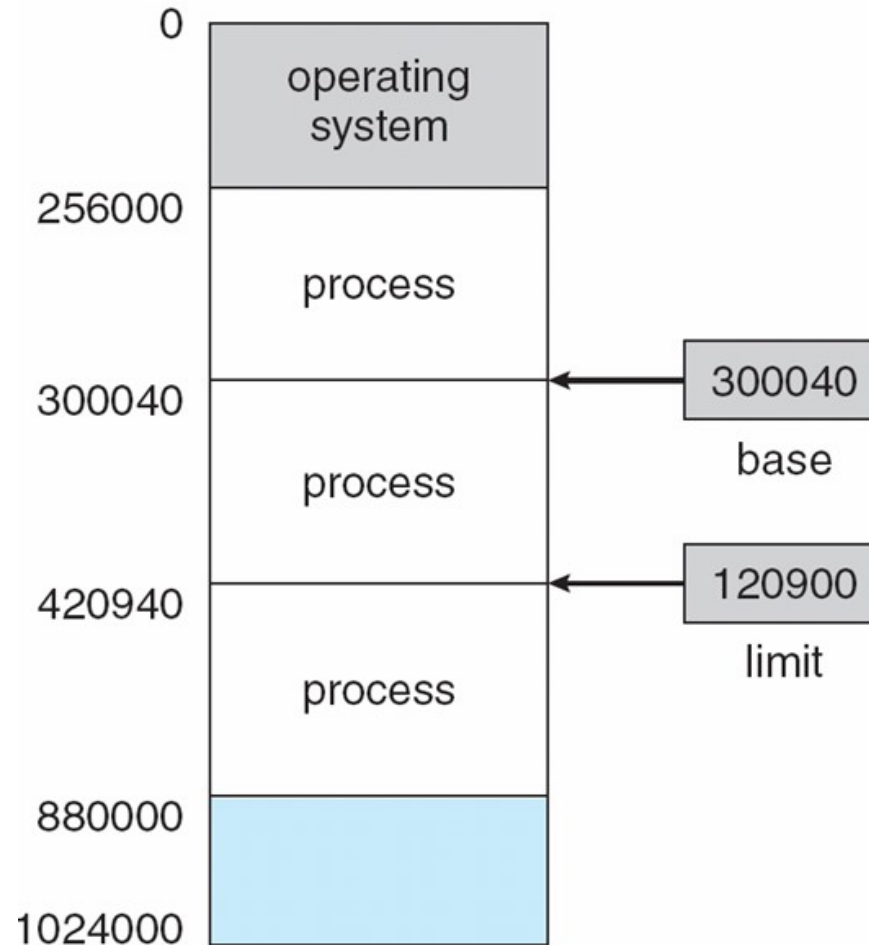 0
operating
system
256000
process
300040
300040
base
process
420940
120900
limit
process
880000
1024000